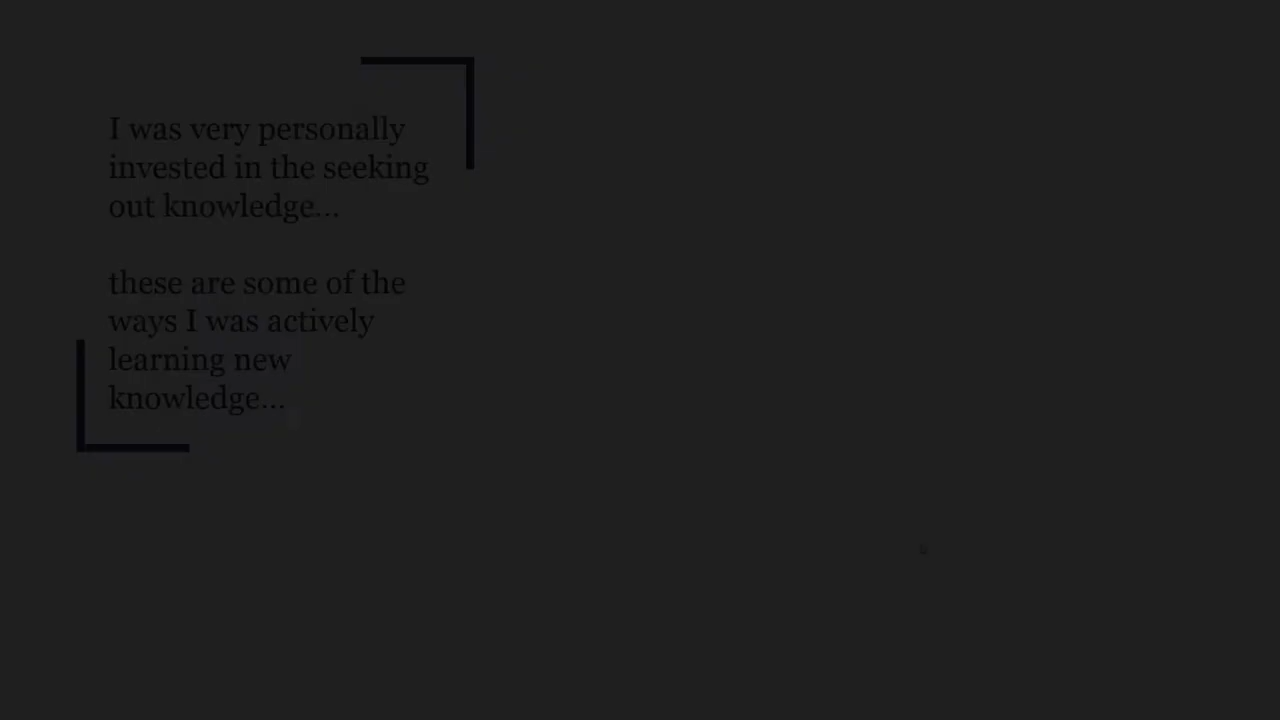 I was very personally
invested in the seeking
out knowledge...
these are some of the
ways I was actively
learning new
knowledge...